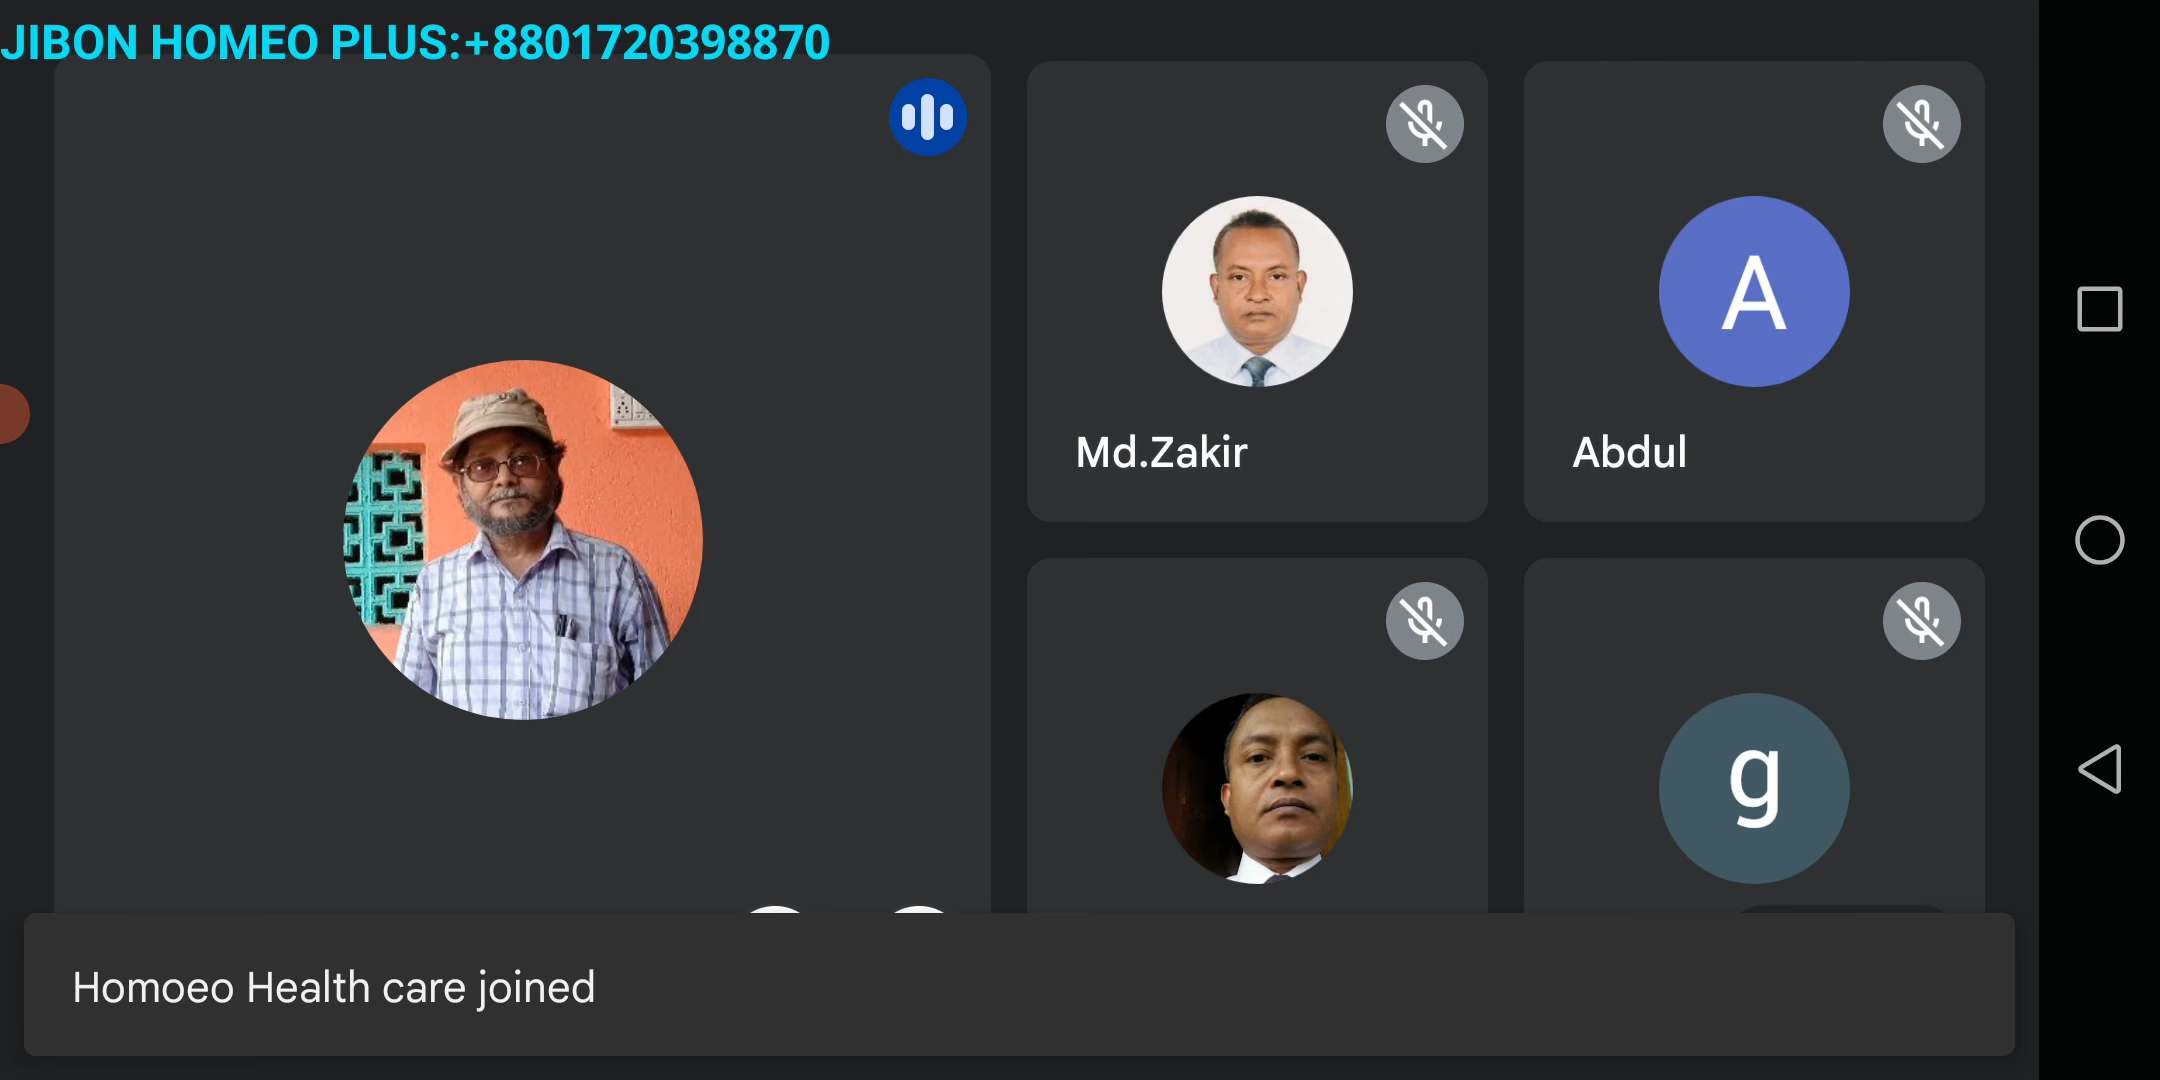 JIBON HOMEO PLUS:+8801720398870
Md.Zakir
A
Abdul
g
Homoeo Health care joined